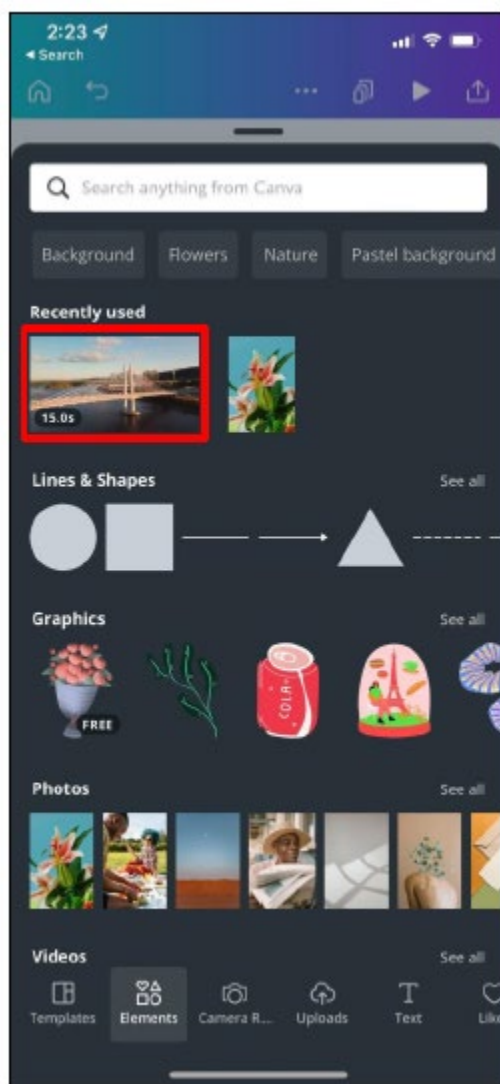 2:23
◄ Search
Search anything from Canva
Background Flowers Nature Pastel background
Recently used
15.0s
Lines & Shapes See all
Graphics See all
COLA
FREE
Photos See all
Videos See all
Templates Elements Camera R... Uploads Text Like